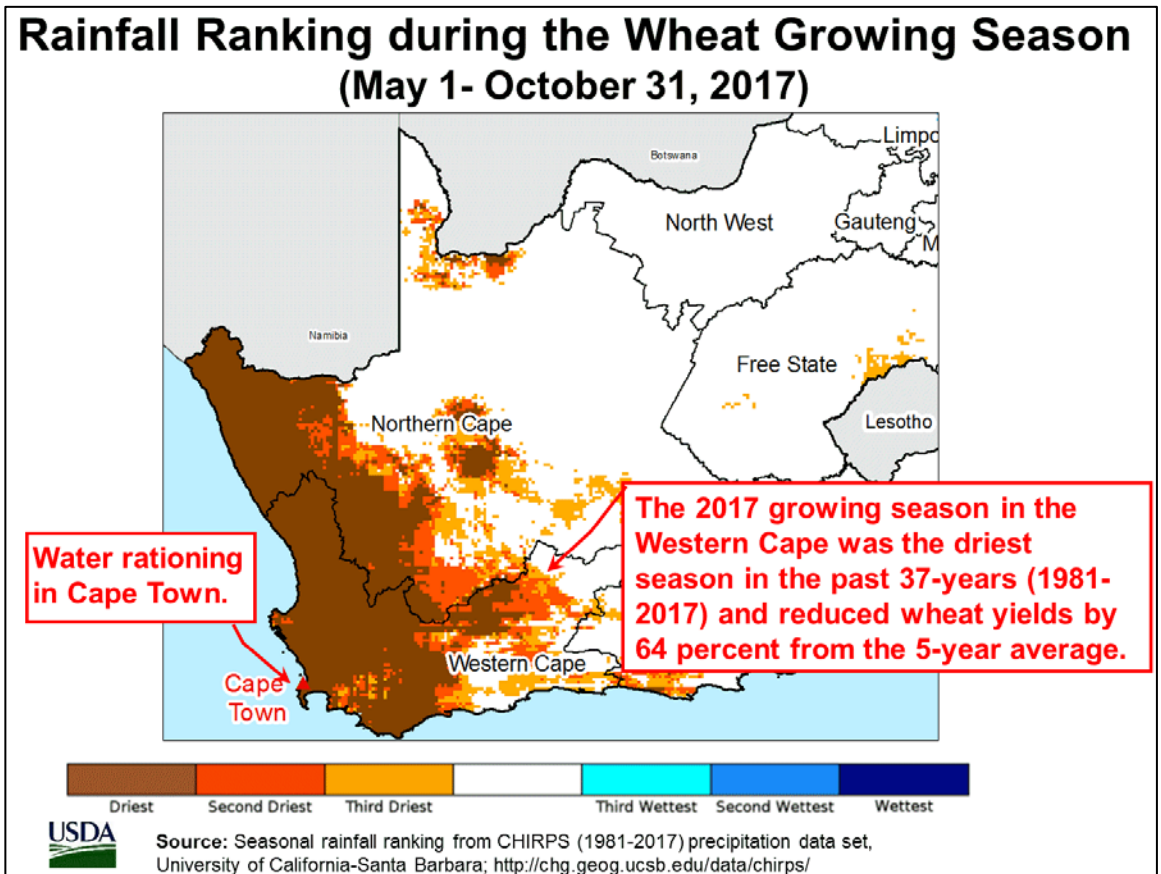 Rainfall Ranking during the Wheat Growing Season
(May 1- October 31, 2017)
Limpo
Botswana
North West
Gauteng
M
Namibia
Free State
Northern Cape
Lesotho
Water rationing
in Cape Town.
The 2017 growing season in the
Western Cape was the driest
season in the past 37-years (1981-
2017) and reduced wheat yields by
64 percent from the 5-year average.
Western Cape
Cape
Town
Driest
Second Driest
Third Driest
Third Wettest
Second Wettest
Wettest
USDA
Source: Seasonal rainfall ranking from CHIRPS (1981-2017) precipitation data set,
University of California-Santa Barbara; http://chg.geog.ucsb.edu/data/chirps/